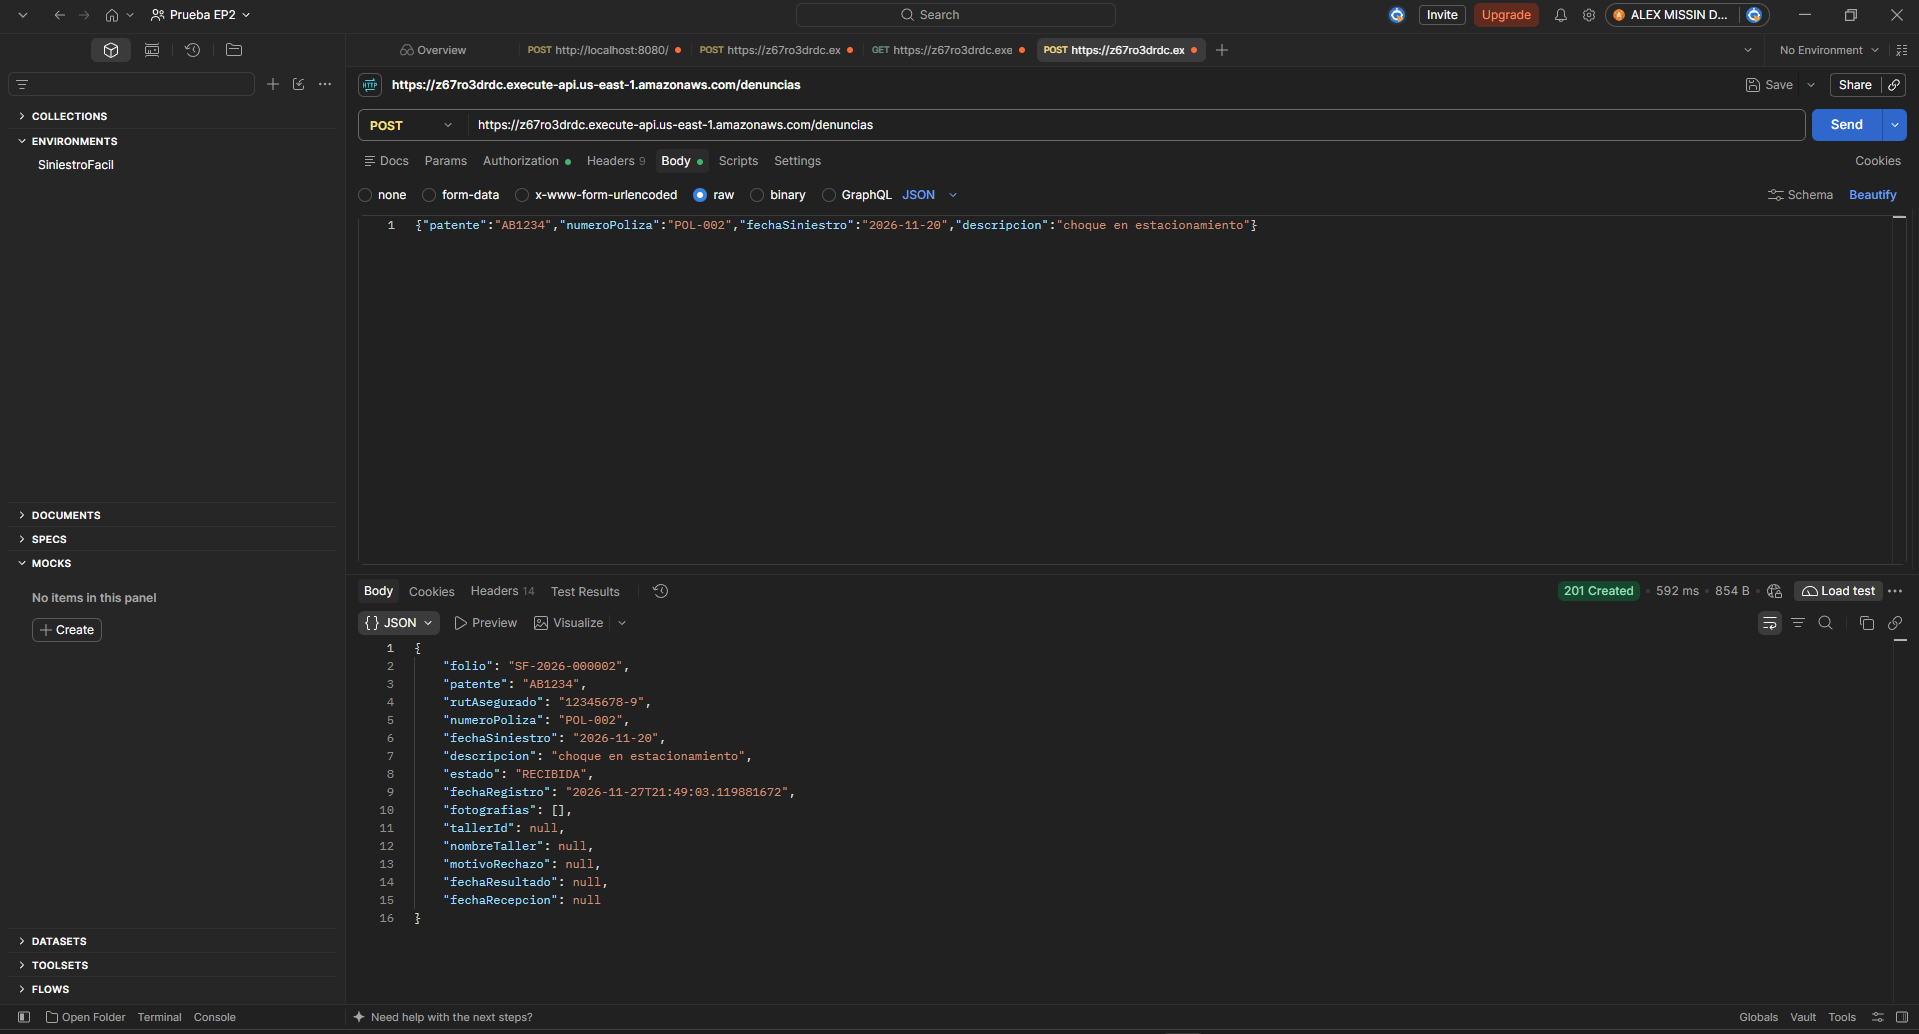 Prueba EP2
Search
Invite
Upgrade
ALEX MISSIN D...
Overview
POST http://localhost:8080/
POST https://z67ro3drdc.ex
GET https://z67ro3drdc.exe
POST https://z67ro3drdc.ex
No Environment
HTTP https://z67ro3drdc.execute-api.us-east-1.amazonaws.com/denuncias
Save
Share
COLLECTIONS
ENVIRONMENTS
SiniestroFacil
POST
https://z67ro3drdc.execute-api.us-east-1.amazonaws.com/denuncias
Send
Docs
Params
Authorization
Headers 9
Body
Scripts
Settings
Cookies
none
form-data
x-www-form-urlencoded
raw
binary
GraphQL
JSON
Schema
Beautify
1 {"patente":"AB1234","numeroPoliza":"POL-002","fechaSiniestro":"2026-11-20","descripcion":"choque en estacionamiento"}
DOCUMENTS
SPECS
MOCKS
No items in this panel
Create
DATASETS
TOOLSETS
FLOWS
Body
Cookies
Headers 14
Test Results
201 Created
592 ms
854 B
Load test
{} JSON
Preview
Visualize
1 {
2 "folio": "SF-2026-000002",
3 "patente": "AB1234",
4 "rutAsegurado": "12345678-9",
5 "numeroPoliza": "POL-002",
6 "fechaSiniestro": "2026-11-20",
7 "descripcion": "choque en estacionamiento",
8 "estado": "RECIBIDA",
9 "fechaRegistro": "2026-11-27T21:49:03.119881672",
10 "fotografias": [],
11 "tallerId": null,
12 "nombreTaller": null,
13 "motivoRechazo": null,
14 "fechaResultado": null,
15 "fechaRecepcion": null
16 }
Open Folder
Terminal
Console
Need help with the next steps?
Globals
Vault
Tools